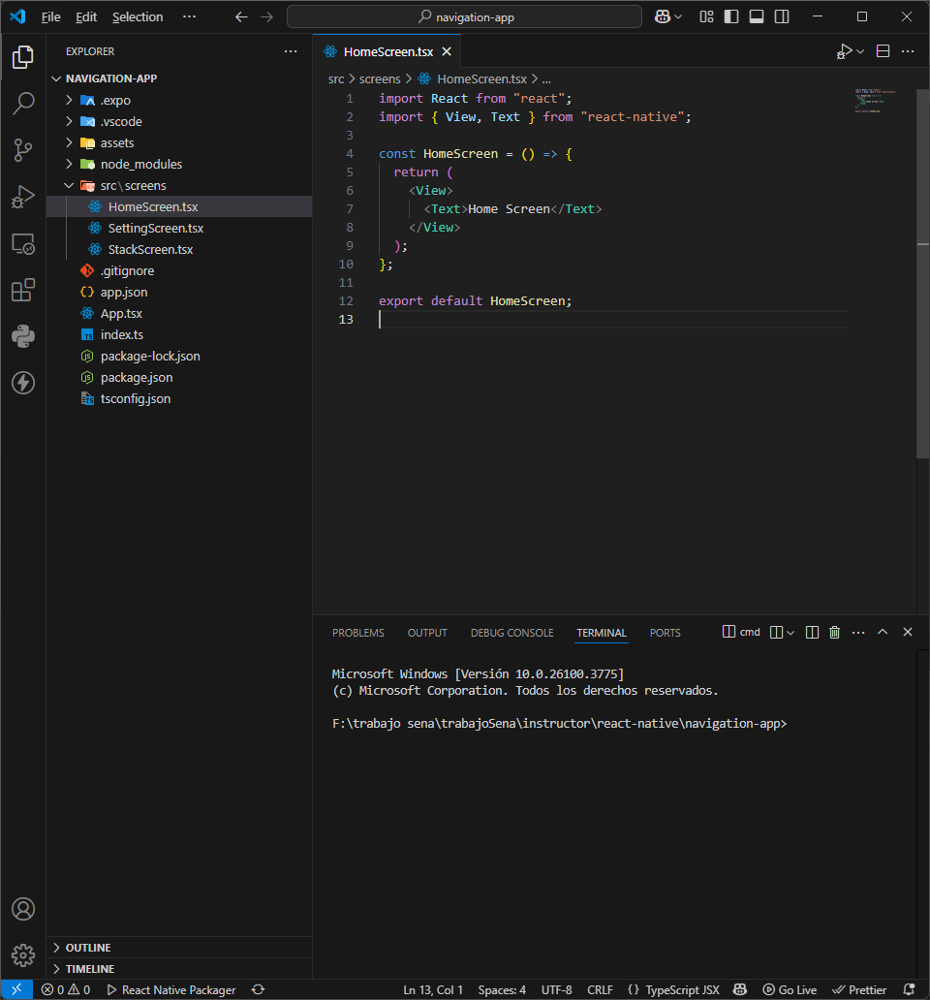 File Edit Selection ··· navigation-app
EXPLORER ···
NAVIGATION-APP
.expo
.vscode
assets
node_modules
src\screens
HomeScreen.tsx
SettingScreen.tsx
StackScreen.tsx
.gitignore
app.json
App.tsx
index.ts
package-lock.json
package.json
tsconfig.json
OUTLINE
TIMELINE
HomeScreen.tsx
src > screens > HomeScreen.tsx > ...
1 import React from "react";
2 import { View, Text } from "react-native";
3
4 const HomeScreen = () => {
5 return (
6 <View>
7 <Text>Home Screen</Text>
8 </View>
9 );
10 };
11
12 export default HomeScreen;
13
PROBLEMS OUTPUT DEBUG CONSOLE TERMINAL PORTS cmd
Microsoft Windows [Versión 10.0.26100.3775]
(c) Microsoft Corporation. Todos los derechos reservados.
F:\trabajo sena\trabajoSena\instructor\react-native\navigation-app>
0 0 React Native Packager Ln 13, Col 1 Spaces: 4 UTF-8 CRLF {} TypeScript JSX Go Live Prettier